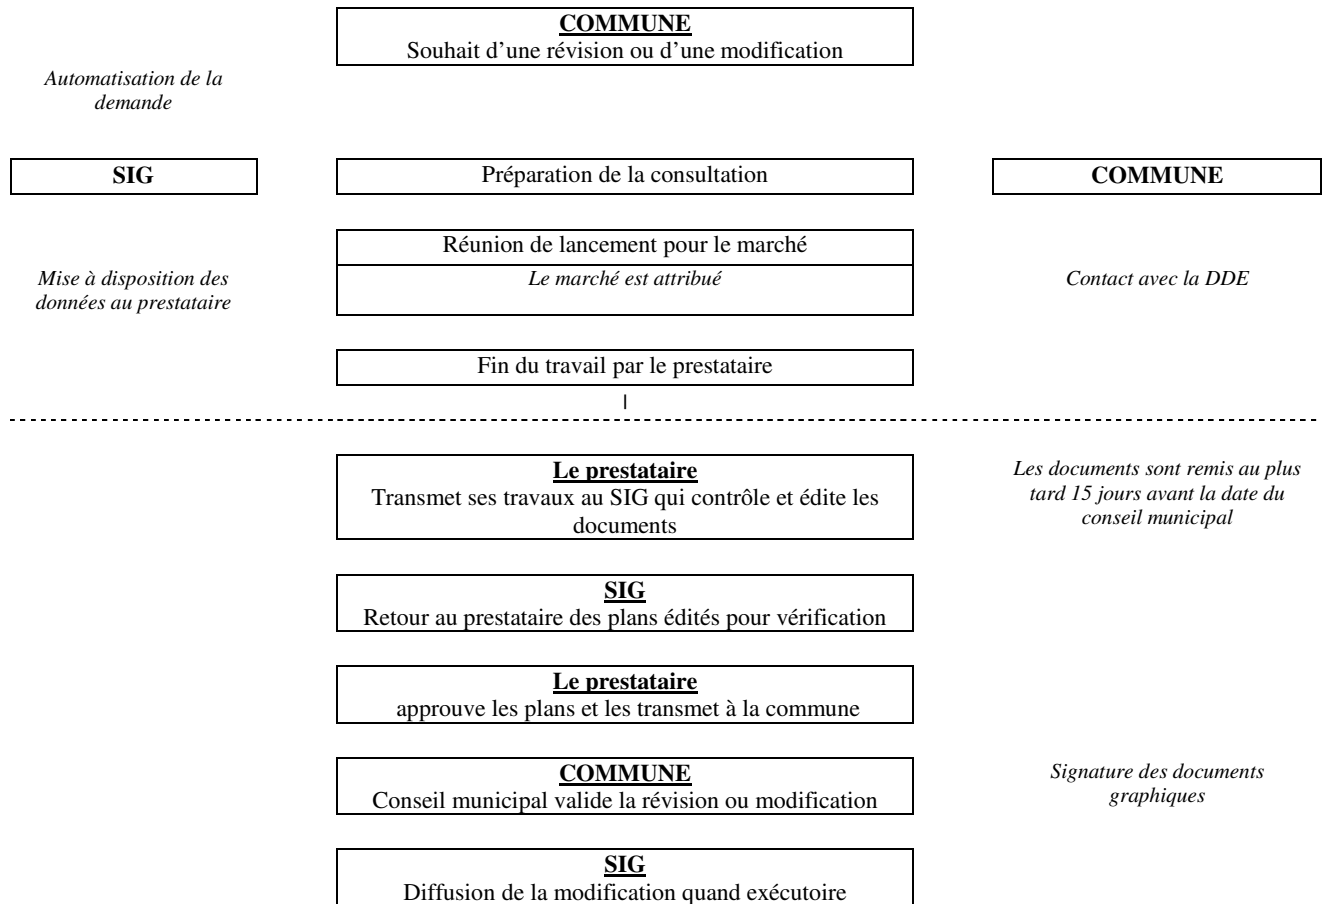 COMMUNE
Souhait d’une révision ou d’une modification
Automatisation de la
demande
SIG
Préparation de la consultation
COMMUNE
Réunion de lancement pour le marché
Mise à disposition des
données au prestataire
Le marché est attribué
Contact avec la DDE
Fin du travail par le prestataire
Le prestataire
Transmet ses travaux au SIG qui contrôle et édite les
documents
Les documents sont remis au plus
tard 15 jours avant la date du
conseil municipal
SIG
Retour au prestataire des plans édités pour vérification
Le prestataire
approuve les plans et les transmet à la commune
COMMUNE
Conseil municipal valide la révision ou modification
Signature des documents
graphiques
SIG
Diffusion de la modification quand exécutoire